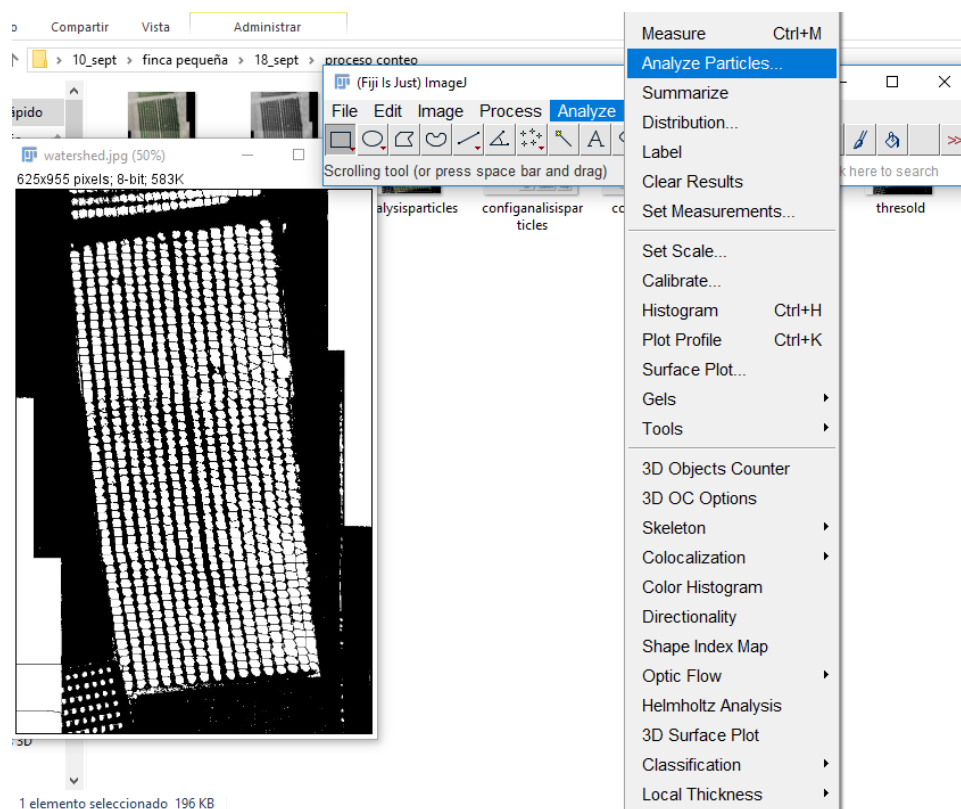 Compartir Vista Administrar
10_sept finca pequeña 18_sept proceso conteo
(Fiji Is Just) ImageJ
File Edit Image Process Analyze
Scrolling tool (or press space bar and drag)
here to search
watershed.jpg (50%)
625x955 pixels; 8-bit; 583K
alysisparticles
configanalisispar
ticles
thresold
Measure Ctrl+M
Analyze Particles...
Summarize
Distribution...
Label
Clear Results
Set Measurements...
Set Scale...
Calibrate...
Histogram Ctrl+H
Plot Profile Ctrl+K
Surface Plot...
Gels
Tools
3D Objects Counter
3D OC Options
Skeleton
Colocalization
Color Histogram
Directionality
Shape Index Map
Optic Flow
Helmholtz Analysis
3D Surface Plot
Classification
Local Thickness
1 elemento seleccionado 196 KB